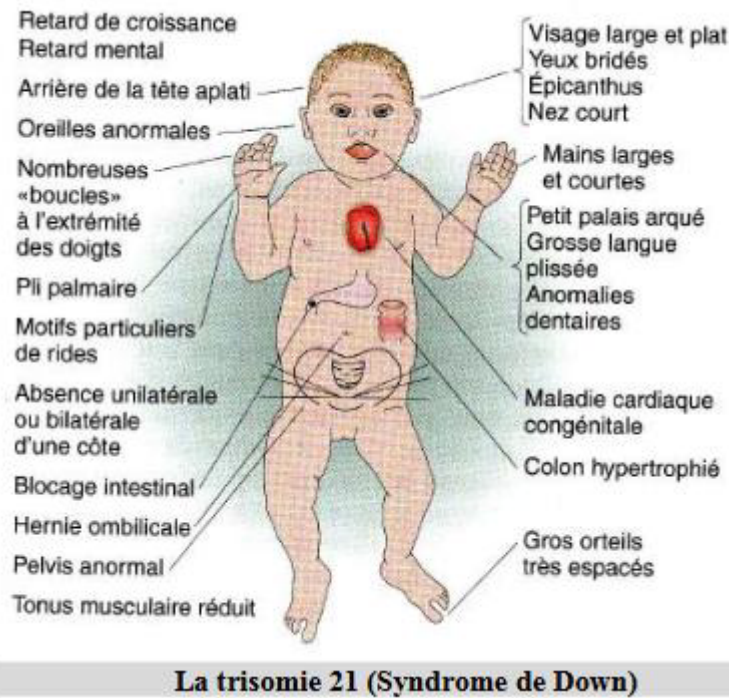 Retard de croissance
Retard mental
Arrière de la tête aplati
Oreilles anormales
Nombreuses
«boucles»
à l'extrémité
des doigts
Pli palmaire
Motifs particuliers
de rides
Absence unilatérale
ou bilatérale
d'une côte
Blocage intestinal
Hernie ombilicale
Pelvis anormal
Tonus musculaire réduit
Visage large et plat
Yeux bridés
Épicanthus
Nez court
Mains larges
et courtes
Petit palais arqué
Grosse langue
plissée
Anomalies
dentaires
Maladie cardiaque
congénitale
Colon hypertrophié
Gros orteils
très espacés
La trisomie 21 (Syndrome de Down)